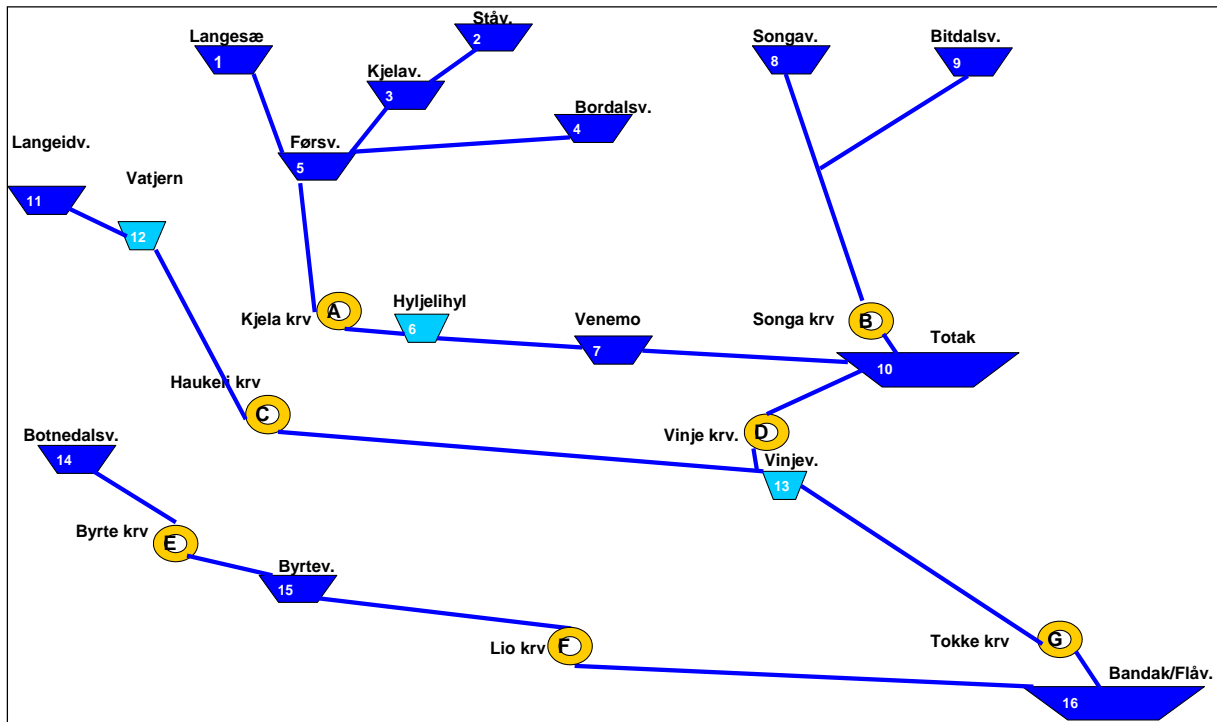 Ståv.
2
Langesæ
1
Songav.
8
Bitdalsv.
9
Kjelav.
3
Bordalsv.
4
Langeidv.
11
Førsv.
5
Vatjern
12
Kjela krv
A
Hyljelihyl
6
Venemo
7
Songa krv
B
Totak
10
Haukeli krv
C
Vinje krv.
D
Botnedalsv.
14
Vinjev.
13
Byrte krv
E
Byrtev.
15
Lio krv
F
Tokke krv
G
Bandak/Flåv.
16